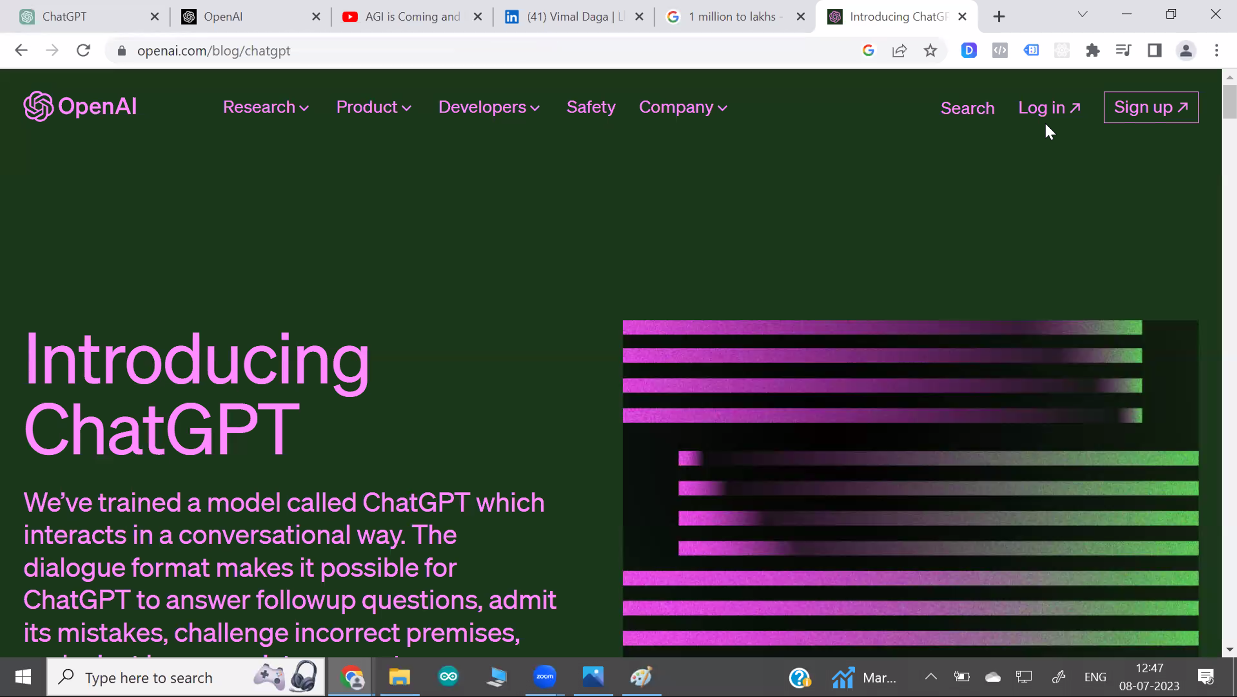 ChatGPT
OpenAI
AGI is Coming and
(41) Vimal Daga | L
1 million to lakhs -
Introducing ChatGP
openai.com/blog/chatgpt
OpenAI
Research
Product
Developers
Safety
Company
Search
Log in ↗
Sign up ↗
Introducing
ChatGPT
We’ve trained a model called ChatGPT which
interacts in a conversational way. The
dialogue format makes it possible for
ChatGPT to answer followup questions, admit
its mistakes, challenge incorrect premises,
Type here to search
zoom
Mar...
ENG
12:47
08-07-2023